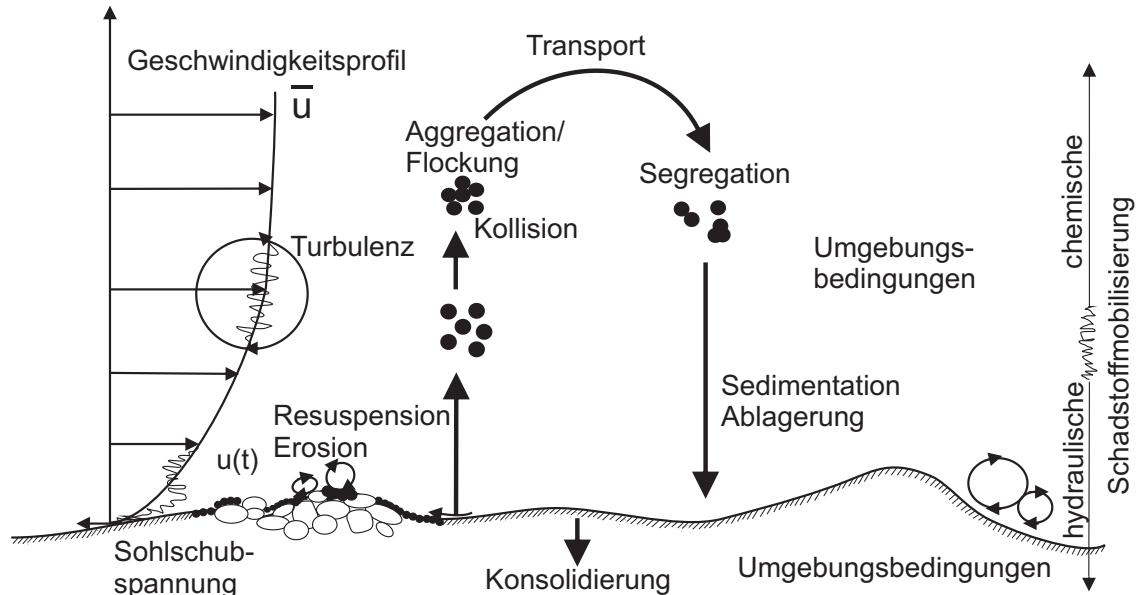 Geschwindigkeitsprofil
u
Turbulenz
u(t)
Sohlschub-
spannung
Resuspension
Erosion
Transport
Aggregation/
Flockung
Kollision
Segregation
Sedimentation
Ablagerung
Konsolidierung
Umgebungs-
bedingungen
Umgebungsbedingungen
hydraulische
chemische
Schadstoffmobilisierung